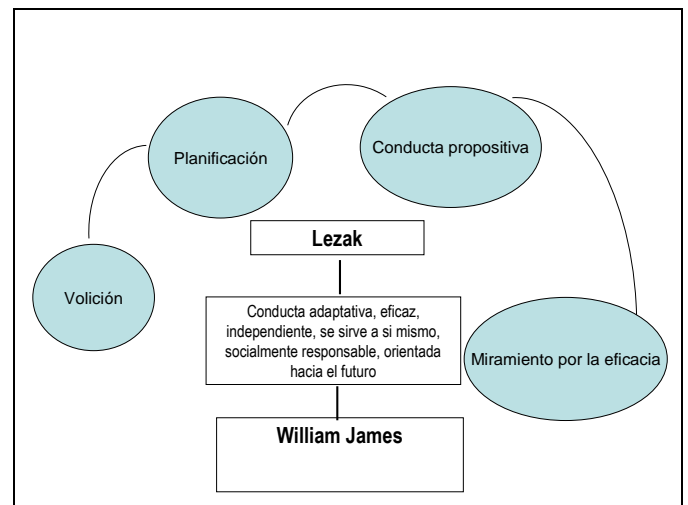 Planificación
Conducta propositiva
Lezak
Volición
Conducta adaptativa, eficaz,
independiente, se sirve a si mismo,
socialmente responsable, orientada
hacia el futuro
Miramiento por la eficacia
William James